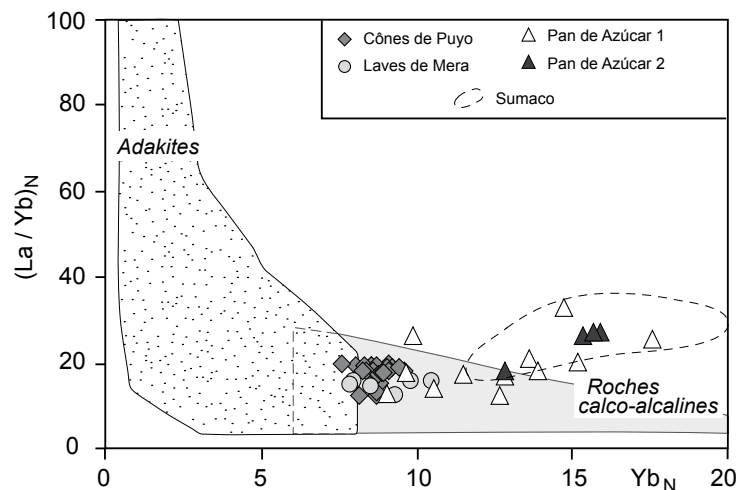 100
80
60
40
20
0
(La / Yb)N
Cônes de Puyo
Laves de Mera
Pan de Azúcar 1
Pan de Azúcar 2
Sumaco
Adakites
Roches
calco-alcalines
0
5
10
15
20
YbN